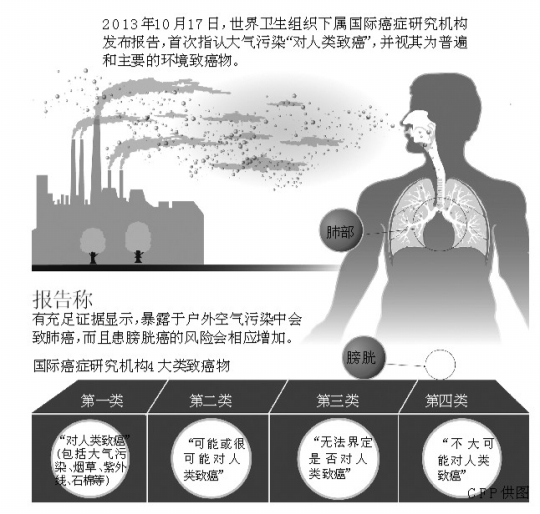 2013年10月17日,世界卫生组织下属国际癌症研究机构
发布报告,首次指认大气污染“对人类致癌”,并视其为普遍
和主要的环境致癌物。
肺部
报告称
有充足证据显示,暴露于户外空气污染中会
致肺癌,而且患膀胱癌的风险会相应增加。
膀胱
国际癌症研究机构4大类致癌物
第一类
第二类
第三类
第四类
“对人类致癌”
(包括大气污
染、烟草、紫外
线、石棉等)
“可能或很
可能对人
类致癌”
“无法界定
是否对人
类致癌”
“不大可
能对人类
致癌”
CFP供图